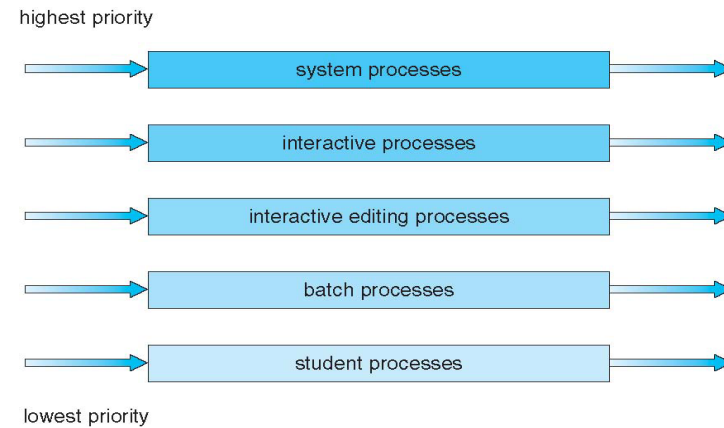 highest priority
system processes
interactive processes
interactive editing processes
batch processes
student processes
lowest priority